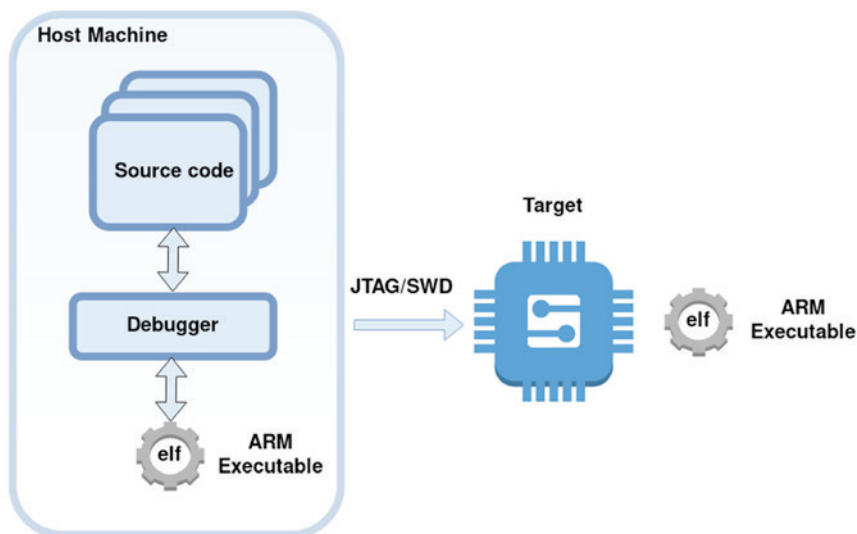 Host Machine
Source code
Debugger
elf
ARM
Executable
JTAG/SWD
Target
elf
ARM
Executable